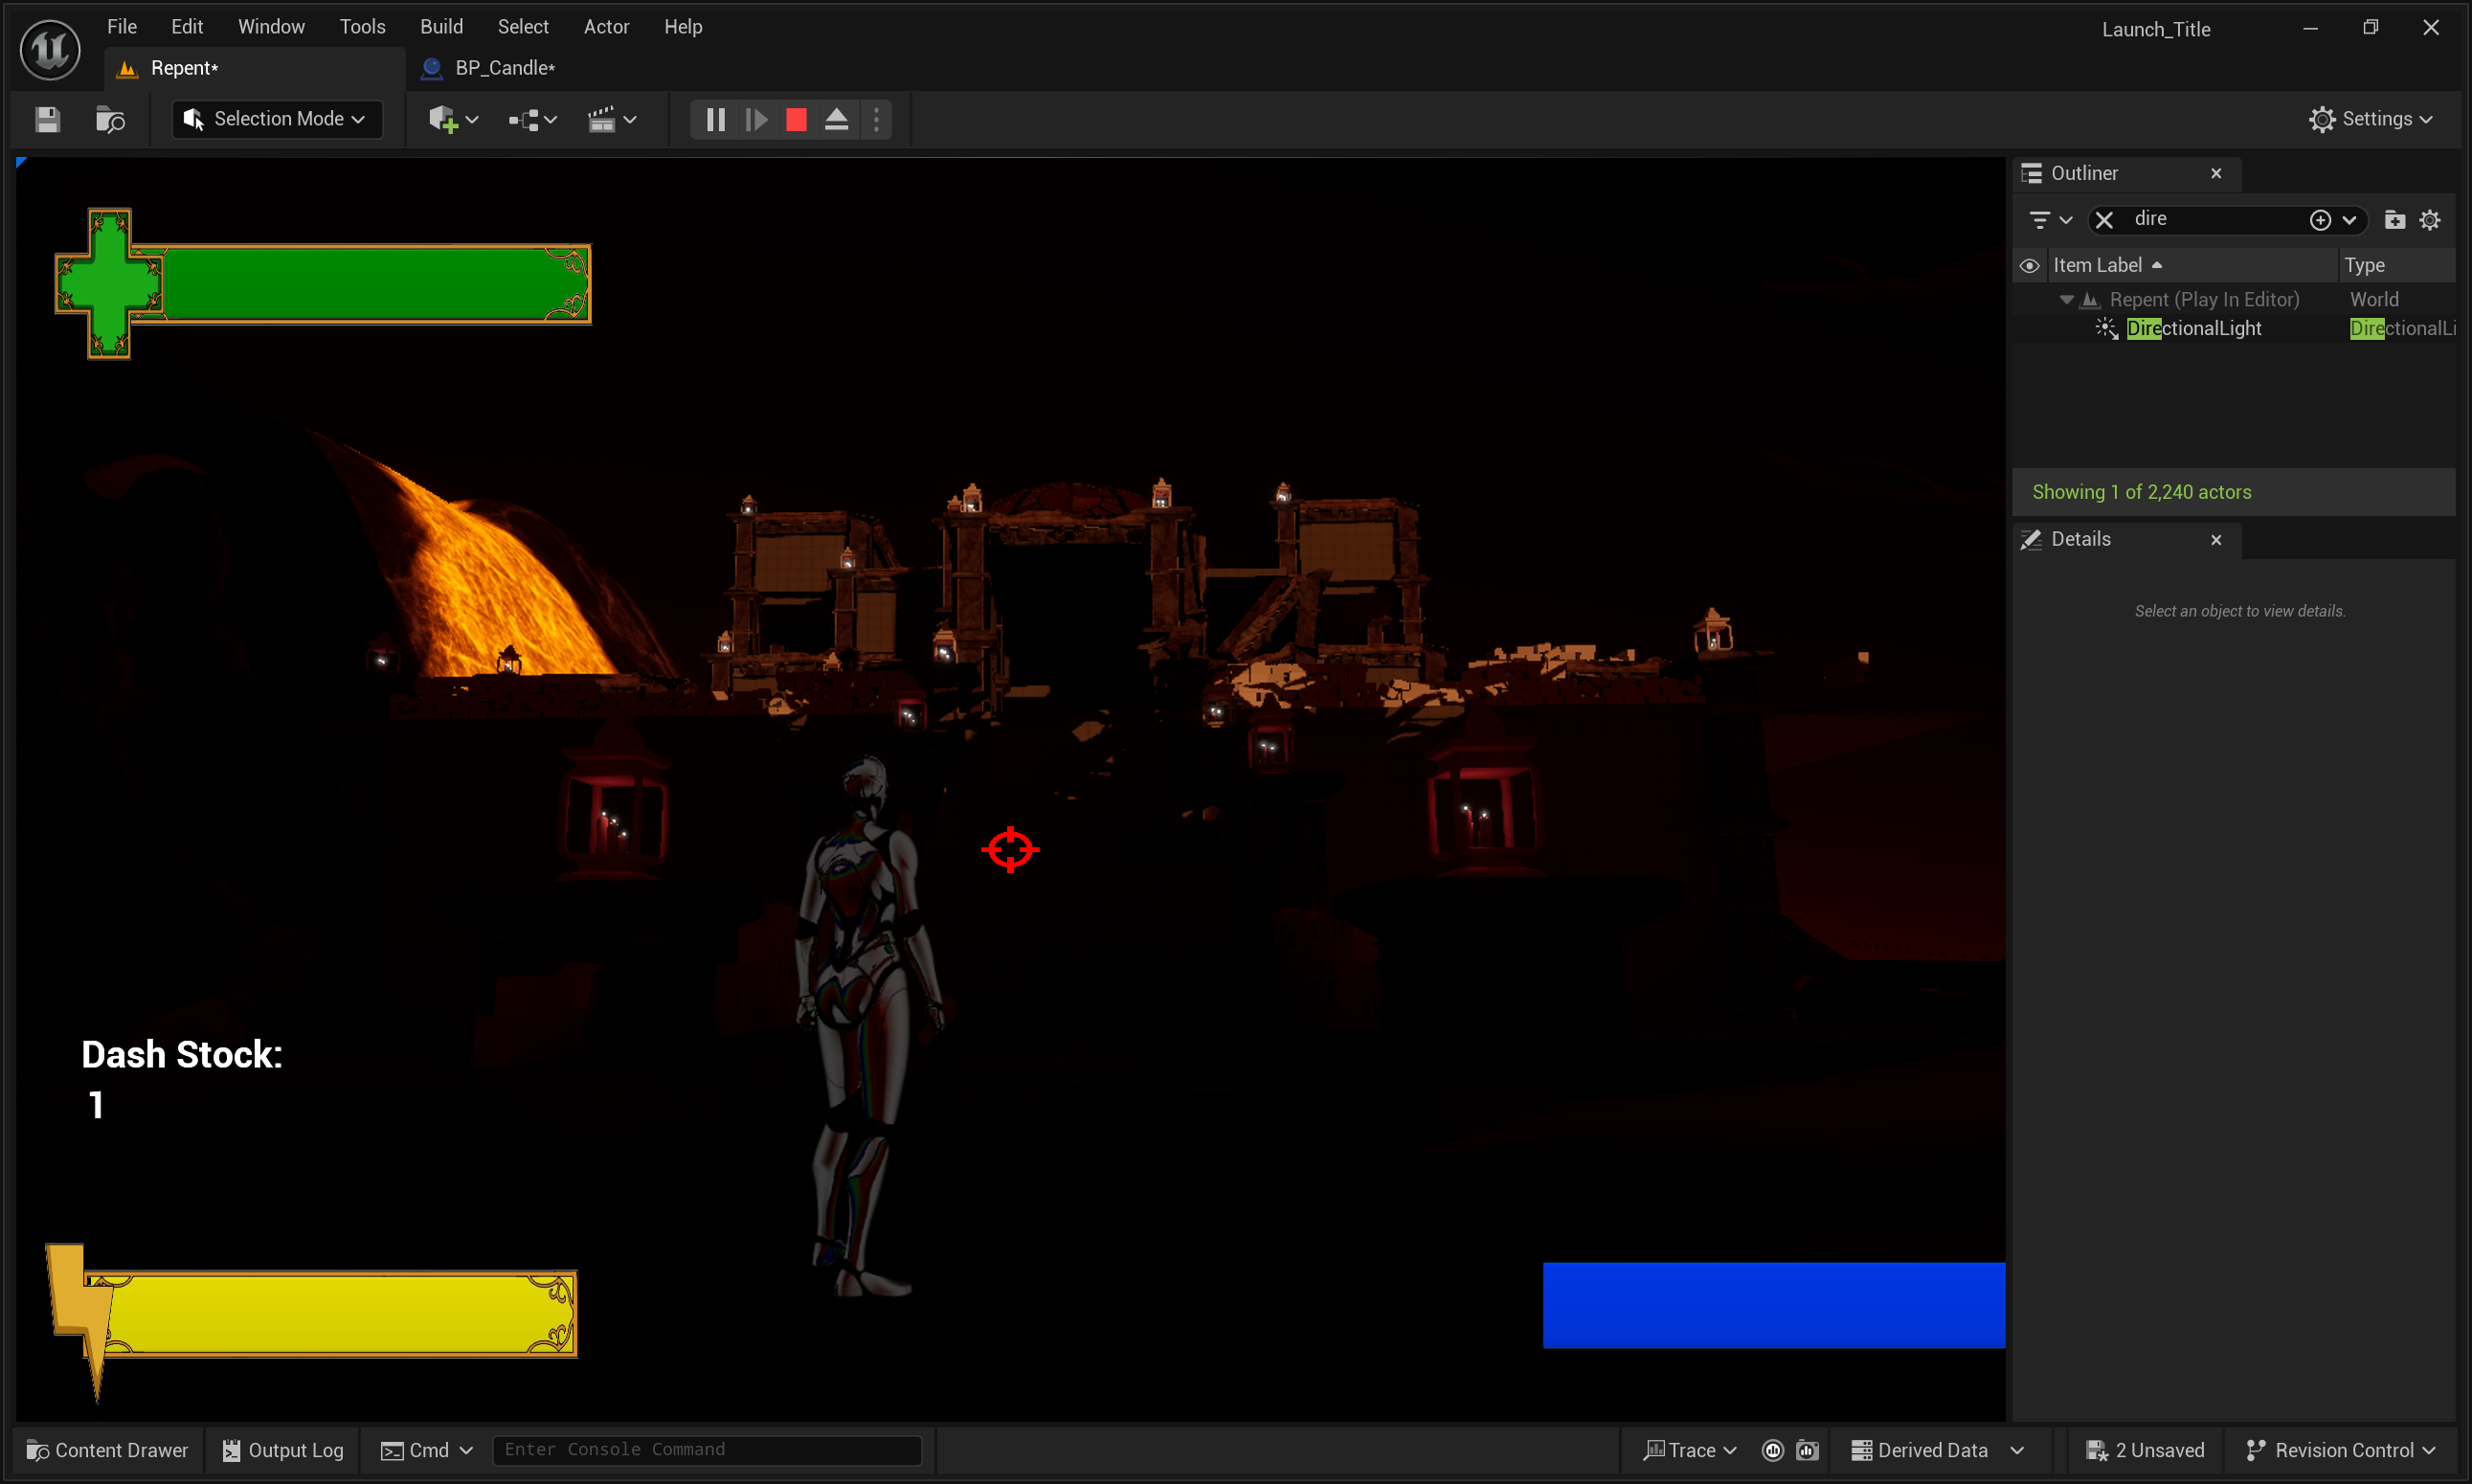 File Edit Window Tools Build Select Actor Help
Launch_Title
Repent*
BP_Candle*
Selection Mode
Settings
Outliner
dire
Item Label Type
Repent (Play In Editor) World
DirectionalLight DirectionalLi
Showing 1 of 2,240 actors
Details
Select an object to view details.
Dash Stock:
1
Content Drawer Output Log Cmd Enter Console Command Trace Derived Data 2 Unsaved Revision Control